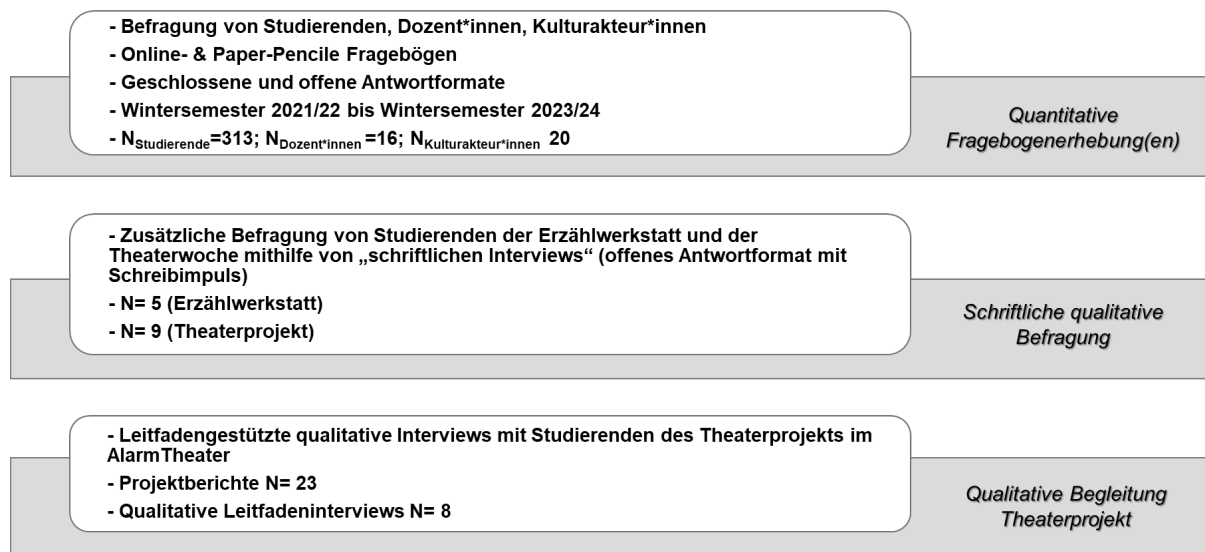 - Befragung von Studierenden, Dozent*innen, Kulturakteur*innen
- Online- & Paper-Pencile Fragebögen
- Geschlossene und offene Antwortformate
- Wintersemester 2021/22 bis Wintersemester 2023/24
- NStudierende=313; NDozent*innen =16; NKulturakteur*innen 20
Quantitative
Fragebogenerhebung(en)
- Zusätzliche Befragung von Studierenden der Erzählwerkstatt und der
Theaterwoche mithilfe von „schriftlichen Interviews“ (offenes Antwortformat mit
Schreibimpuls)
- N= 5 (Erzählwerkstatt)
- N= 9 (Theaterprojekt)
Schriftliche qualitative
Befragung
- Leitfadengestützte qualitative Interviews mit Studierenden des Theaterprojekts im
AlarmTheater
- Projektberichte N= 23
- Qualitative Leitfadeninterviews N= 8
Qualitative Begleitung
Theaterprojekt